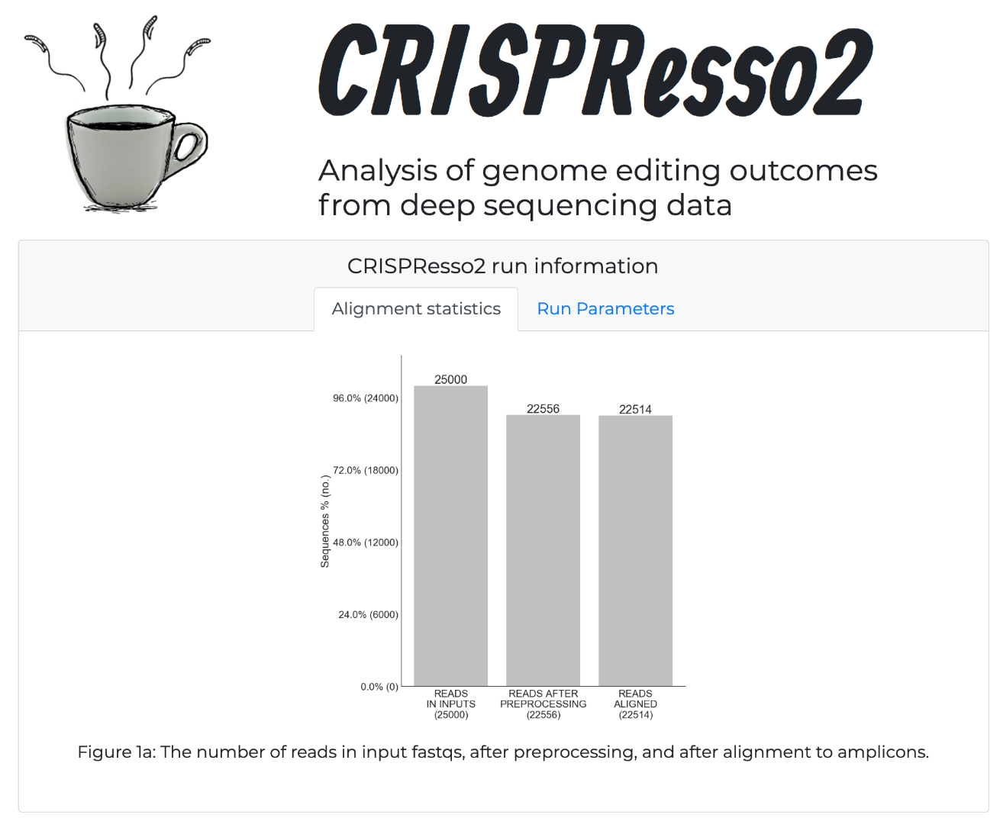 CRISPResso2
Analysis of genome editing outcomes
from deep sequencing data
CRISPResso2 run information
Alignment statistics
Run Parameters
25000
22556
22514
96.0% (24000)
72.0% (18000)
48.0% (12000)
24.0% (6000)
0.0% (0)
Sequences % (no.)
READS
IN INPUTS
(25000)
READS AFTER
PREPROCESSING
(22556)
READS
ALIGNED
(22514)
Figure 1a: The number of reads in input fastqs, after preprocessing, and after alignment to amplicons.